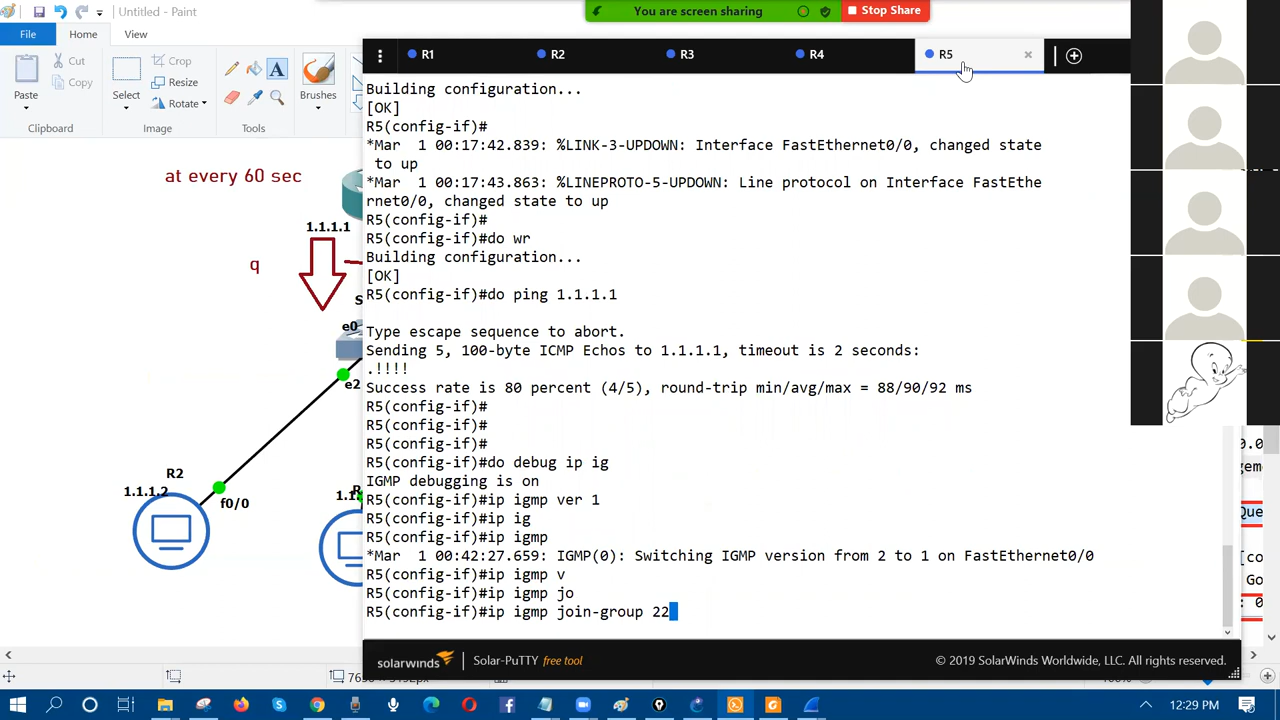 Untitled - Paint
You are screen sharing
Stop Share
File
Home
View
Paste
Cut
Copy
Clipboard
Select
Crop
Resize
Rotate
Image
A
Tools
Brushes
R1
R2
R3
R4
R5
Building configuration...
[OK]
R5(config-if)#
*Mar  1 00:17:42.839: %LINK-3-UPDOWN: Interface FastEthernet0/0, changed state
 to up
*Mar  1 00:17:43.863: %LINEPROTO-5-UPDOWN: Line protocol on Interface FastEthe
rnet0/0, changed state to up
R5(config-if)#
R5(config-if)#do wr
Building configuration...
[OK]
R5(config-if)#do ping 1.1.1.1
Type escape sequence to abort.
Sending 5, 100-byte ICMP Echos to 1.1.1.1, timeout is 2 seconds:
.!!!!
Success rate is 80 percent (4/5), round-trip min/avg/max = 88/90/92 ms
R5(config-if)#
R5(config-if)#
R5(config-if)#
R5(config-if)#do debug ip ig
IGMP debugging is on
R5(config-if)#ip igmp ver 1
R5(config-if)#ip ig
R5(config-if)#ip igmp
*Mar  1 00:42:27.659: IGMP(0): Switching IGMP version from 2 to 1 on FastEthernet0/0
R5(config-if)#ip igmp v
R5(config-if)#ip igmp jo
R5(config-if)#ip igmp join-group 22
at every 60 sec
1.1.1.1
q
S
e0
e2
R2
1.1.1.2
f0/0
R
0.0
geme
Que
[co
Go
: 0
solarwinds
Solar-PuTTY free tool
© 2019 SolarWinds Worldwide, LLC. All rights reserved.
12:29 PM